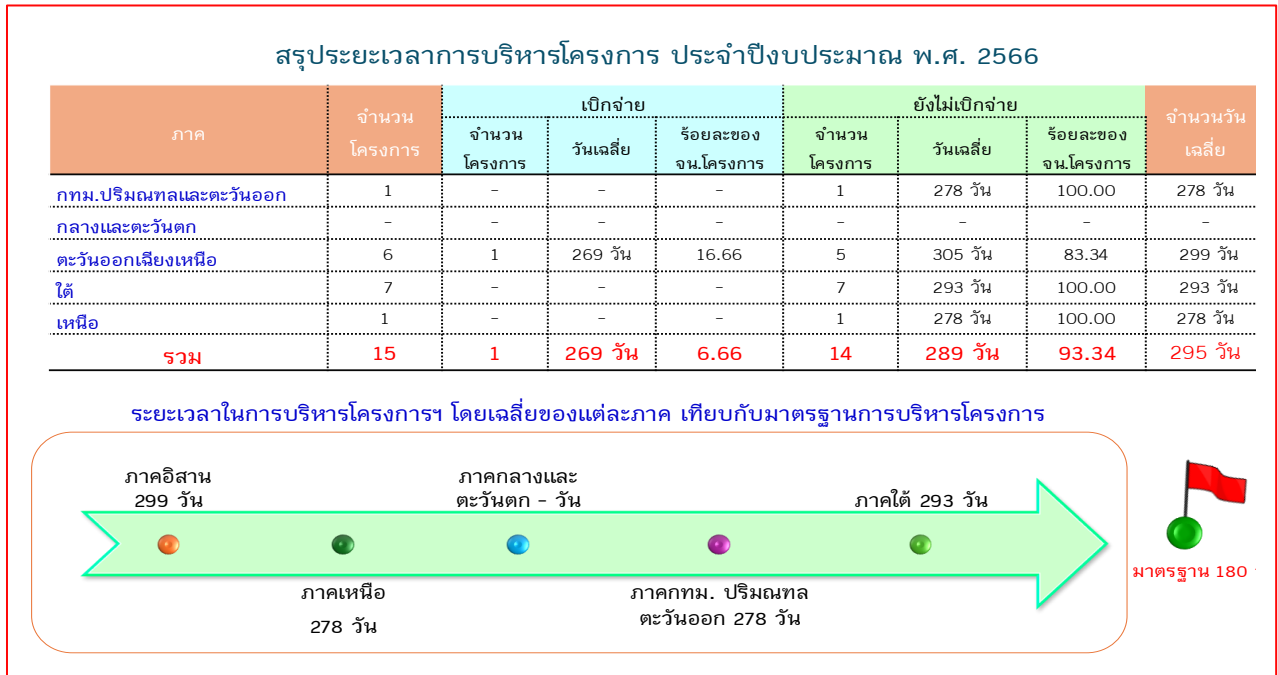 สรุประยะเวลาการบริหารโครงการ ประจำปีงบประมาณ พ.ศ. 2566
ภาค จำนวน โครงการ เบิกจ่าย ยังไม่เบิกจ่าย จำนวนวัน เฉลี่ย
จำนวน โครงการ วันเฉลี่ย ร้อยละของ จน.โครงการ จำนวน โครงการ วันเฉลี่ย ร้อยละของ จน.โครงการ
กทม.ปริมณฑลและตะวันออก 1 - - - 1 278 วัน 100.00 278 วัน
กลางและตะวันตก - - - - - - - -
ตะวันออกเฉียงเหนือ 6 1 269 วัน 16.66 5 305 วัน 83.34 299 วัน
ใต้ 7 - - - 7 293 วัน 100.00 293 วัน
เหนือ 1 - - - 1 278 วัน 100.00 278 วัน
รวม 15 1 269 วัน 6.66 14 289 วัน 93.34 295 วัน
ระยะเวลาในการบริหารโครงการฯ โดยเฉลี่ยของแต่ละภาค เทียบกับมาตรฐานการบริหารโครงการ
ภาคอิสาน
299 วัน
ภาคกลางและ
ตะวันตก - วัน
ภาคใต้ 293 วัน
ภาคเหนือ
278 วัน
ภาคกทม. ปริมณฑล
ตะวันออก 278 วัน
มาตรฐาน 180